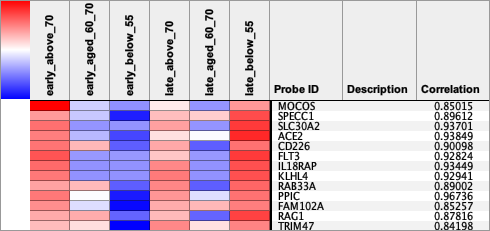 early_above_70
early_aged_60_70
early_below_55
late_above_70
late_aged_60_70
late_below_55
Probe ID Description Correlation
MOCOS 0.85015
SPECC1 0.89612
SLC30A2 0.93701
ACE2 0.93849
CD226 0.90098
FLT3 0.92824
IL18RAP 0.93449
KLHL4 0.92941
RAB33A 0.89002
PPIC 0.96736
FAM102A 0.85257
RAG1 0.87816
TRIM47 0.84198